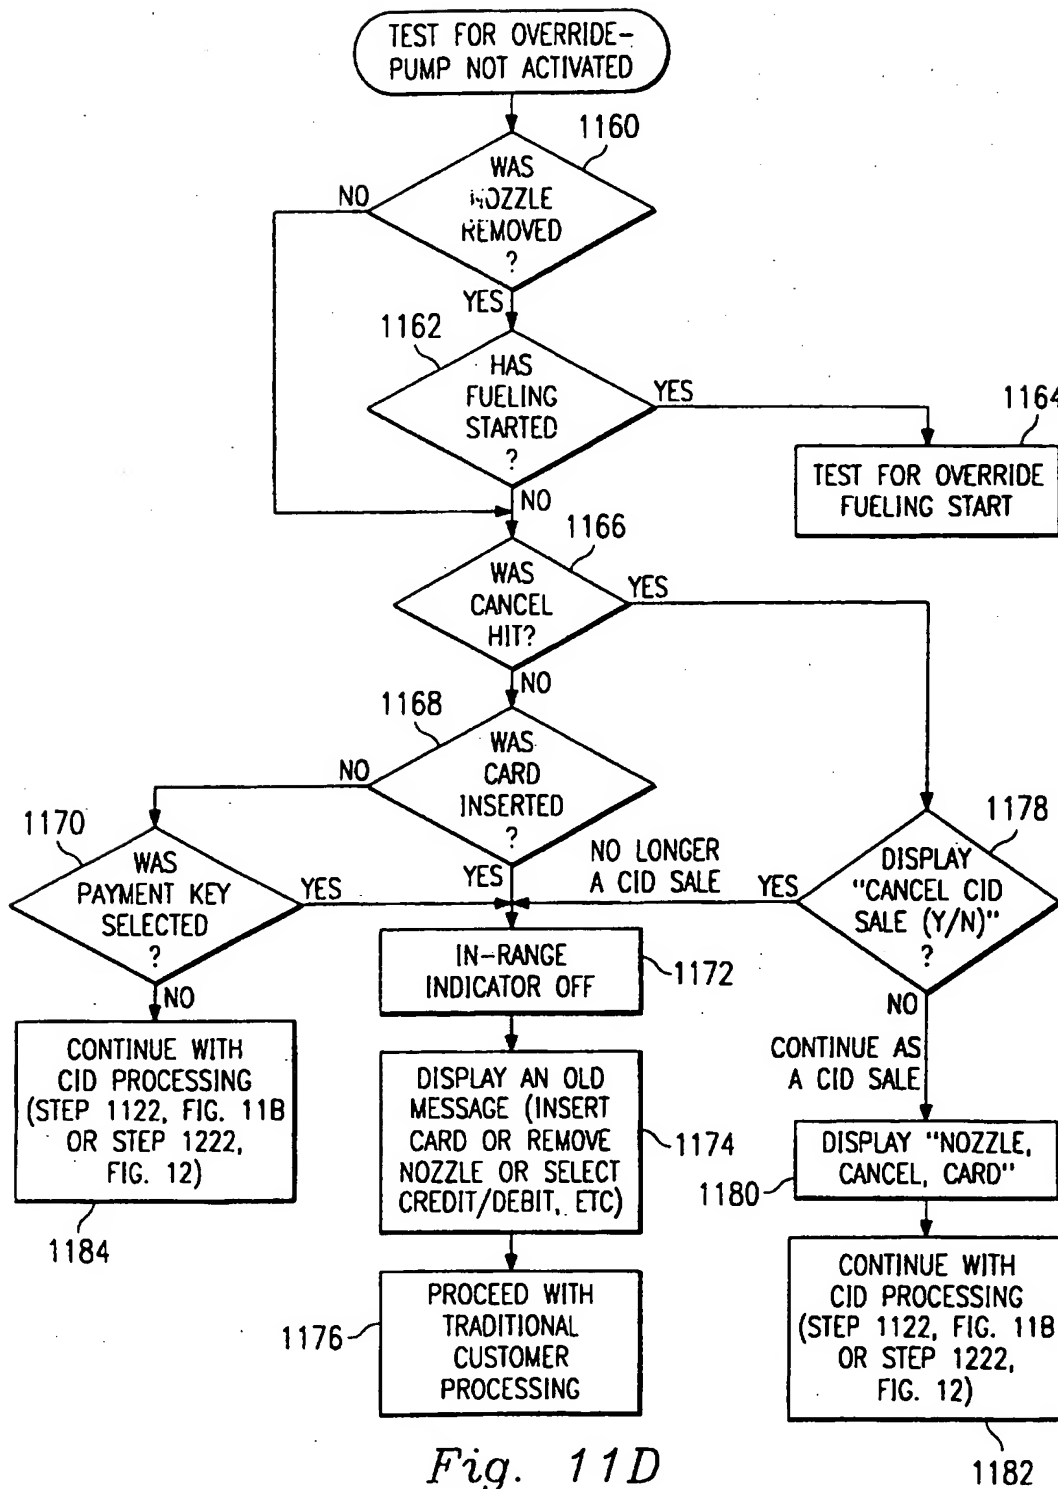 TEST FOR OVERRIDE-
PUMP NOT ACTIVATED
1160
WAS
NOZZLE
REMOVED
?
NO
YES
1162
HAS
FUELING
STARTED
?
YES
1164
TEST FOR OVERRIDE
FUELING START
NO
1166
WAS
CANCEL
HIT?
YES
NO
1168
WAS
CARD
INSERTED
?
NO
YES
1170
WAS
PAYMENT KEY
SELECTED
?
YES
NO
NO LONGER
A CID SALE
YES
1178
DISPLAY
"CANCEL CID
SALE (Y/N)"
?
NO
CONTINUE AS
A CID SALE
IN-RANGE
INDICATOR OFF
1172
CONTINUE WITH
CID PROCESSING
(STEP 1122, FIG. 11B
OR STEP 1222,
FIG. 12)
1184
DISPLAY AN OLD
MESSAGE (INSERT
CARD OR REMOVE
NOZZLE OR SELECT
CREDIT/DEBIT, ETC)
1174
DISPLAY "NOZZLE,
CANCEL, CARD"
1180
PROCEED WITH
TRADITIONAL
CUSTOMER
PROCESSING
1176
CONTINUE WITH
CID PROCESSING
(STEP 1122, FIG. 11B
OR STEP 1222,
FIG. 12)
1182
Fig. 11D